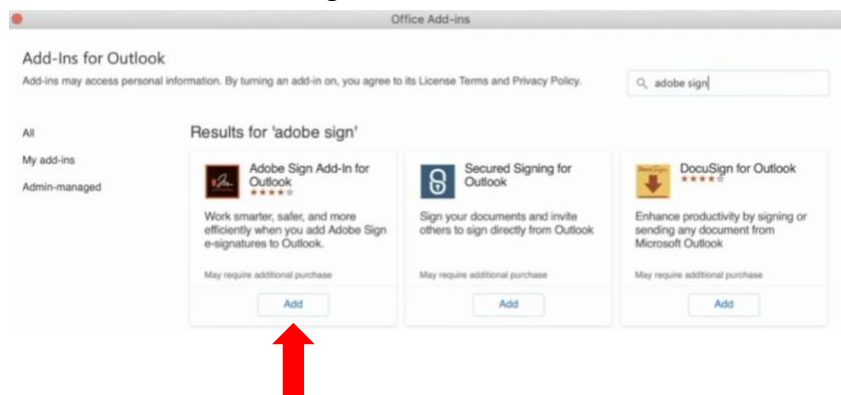 Office Add-ins
Add-Ins for Outlook
Add-ins may access personal information. By turning an add-in on, you agree to its License Terms and Privacy Policy.
adobe sign
All
My add-ins
Admin-managed
Results for 'adobe sign'
Adobe Sign Add-In for
Outlook
Work smarter, safer, and more
efficiently when you add Adobe Sign
e-signatures to Outlook.
May require additional purchase
Add
Secured Signing for
Outlook
Sign your documents and invite
others to sign directly from Outlook
May require additional purchase
Add
DocuSign for Outlook
Enhance productivity by signing or
sending any document from
Microsoft Outlook
May require additional purchase
Add